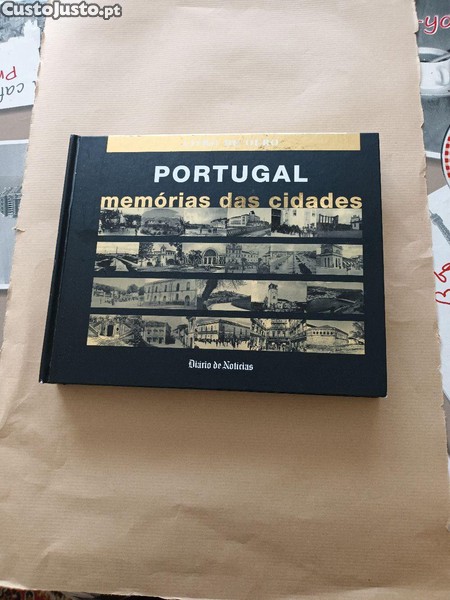 CustoJusto.pt
PORTUGAL
memórias das cidades
Diário de Notícias